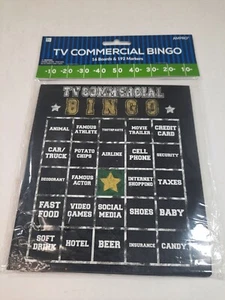 TV COMMERCIAL BINGO
16 Boards & 192 Markers
-10 -20 -30 -40 -50 -40 -30 -20 -10
TV COMMERCIAL
BINGO
ANIMAL FAMOUS ATHLETE TOOTHPASTE MOVIE TRAILER CREDIT CARD
CAR/TRUCK POTATO CHIPS AIRLINE CELL PHONE SECURITY
DEODORANT FAMOUS ACTOR INTERNET SHOPPING TAXES
FAST FOOD VIDEO GAMES SOCIAL MEDIA SHOES BABY
SOFT DRINK HOTEL BEER INSURANCE CANDY